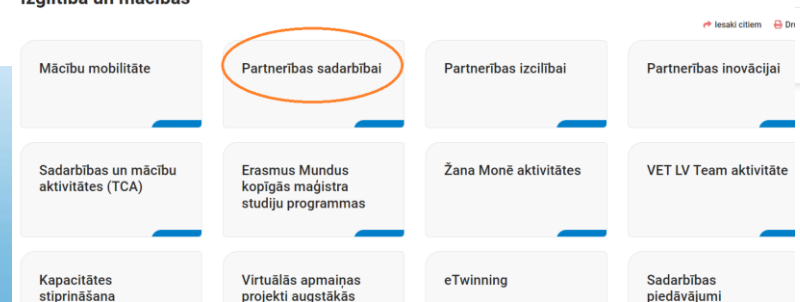 Izglītība un mācības
Iesaki citiem
Mācību mobilitāte
Partnerības sadarbībai
Partnerības izcilībai
Partnerības inovācijai
Sadarbības un mācību
aktivitātes (TCA)
Erasmus Mundus
kopīgās maģistra
studiju programmas
Žana Monē aktivitātes
VET LV Team aktivitāte
Kapacitātes
stiprināšana
Virtuālās apmaiņas
projekti augstākās
eTwinning
Sadarbības
piedāvājumi